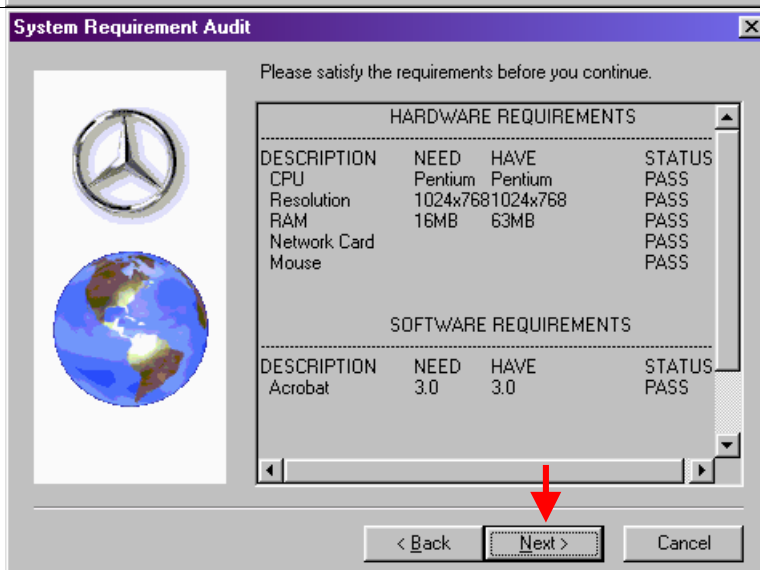 System Requirement Audit
Please satisfy the requirements before you continue.
HARDWARE REQUIREMENTS
DESCRIPTION NEED HAVE STATUS
CPU Pentium Pentium PASS
Resolution 1024x768 1024x768 PASS
RAM 16MB 63MB PASS
Network Card PASS
Mouse PASS
SOFTWARE REQUIREMENTS
DESCRIPTION NEED HAVE STATUS
Acrobat 3.0 3.0 PASS
< Back Next > Cancel